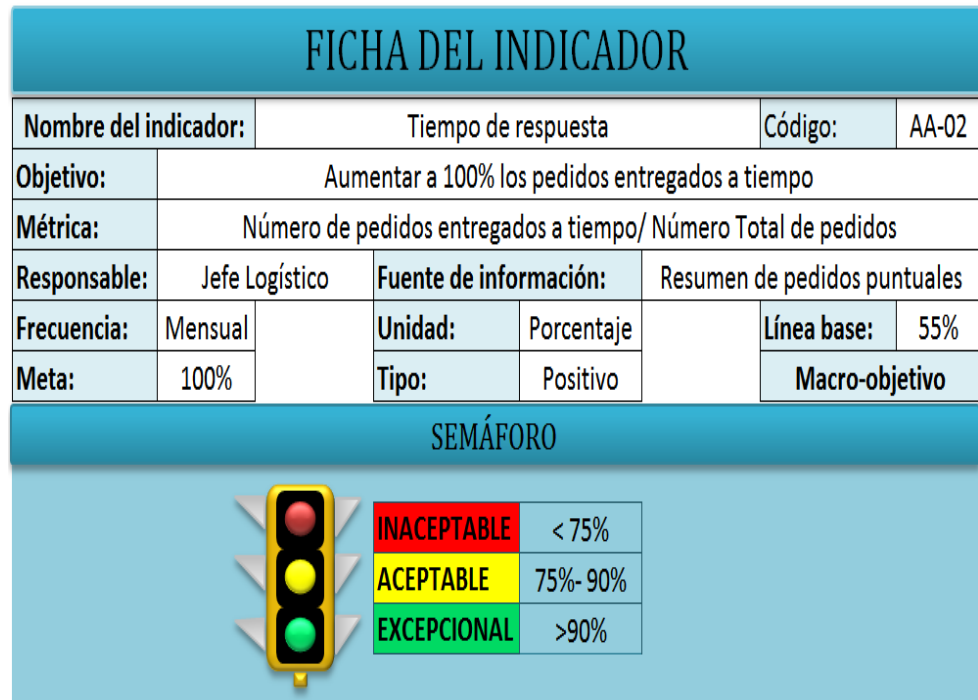 FICHA DEL INDICADOR
Nombre del indicador: Tiempo de respuesta Código: AA-02
Objetivo: Aumentar a 100% los pedidos entregados a tiempo
Métrica: Número de pedidos entregados a tiempo/ Número Total de pedidos
Responsable: Jefe Logístico Fuente de información: Resumen de pedidos puntuales
Frecuencia: Mensual Unidad: Porcentaje Línea base: 55%
Meta: 100% Tipo: Positivo Macro-objetivo
SEMÁFORO
INACEPTABLE < 75%
ACEPTABLE 75%- 90%
EXCEPCIONAL >90%